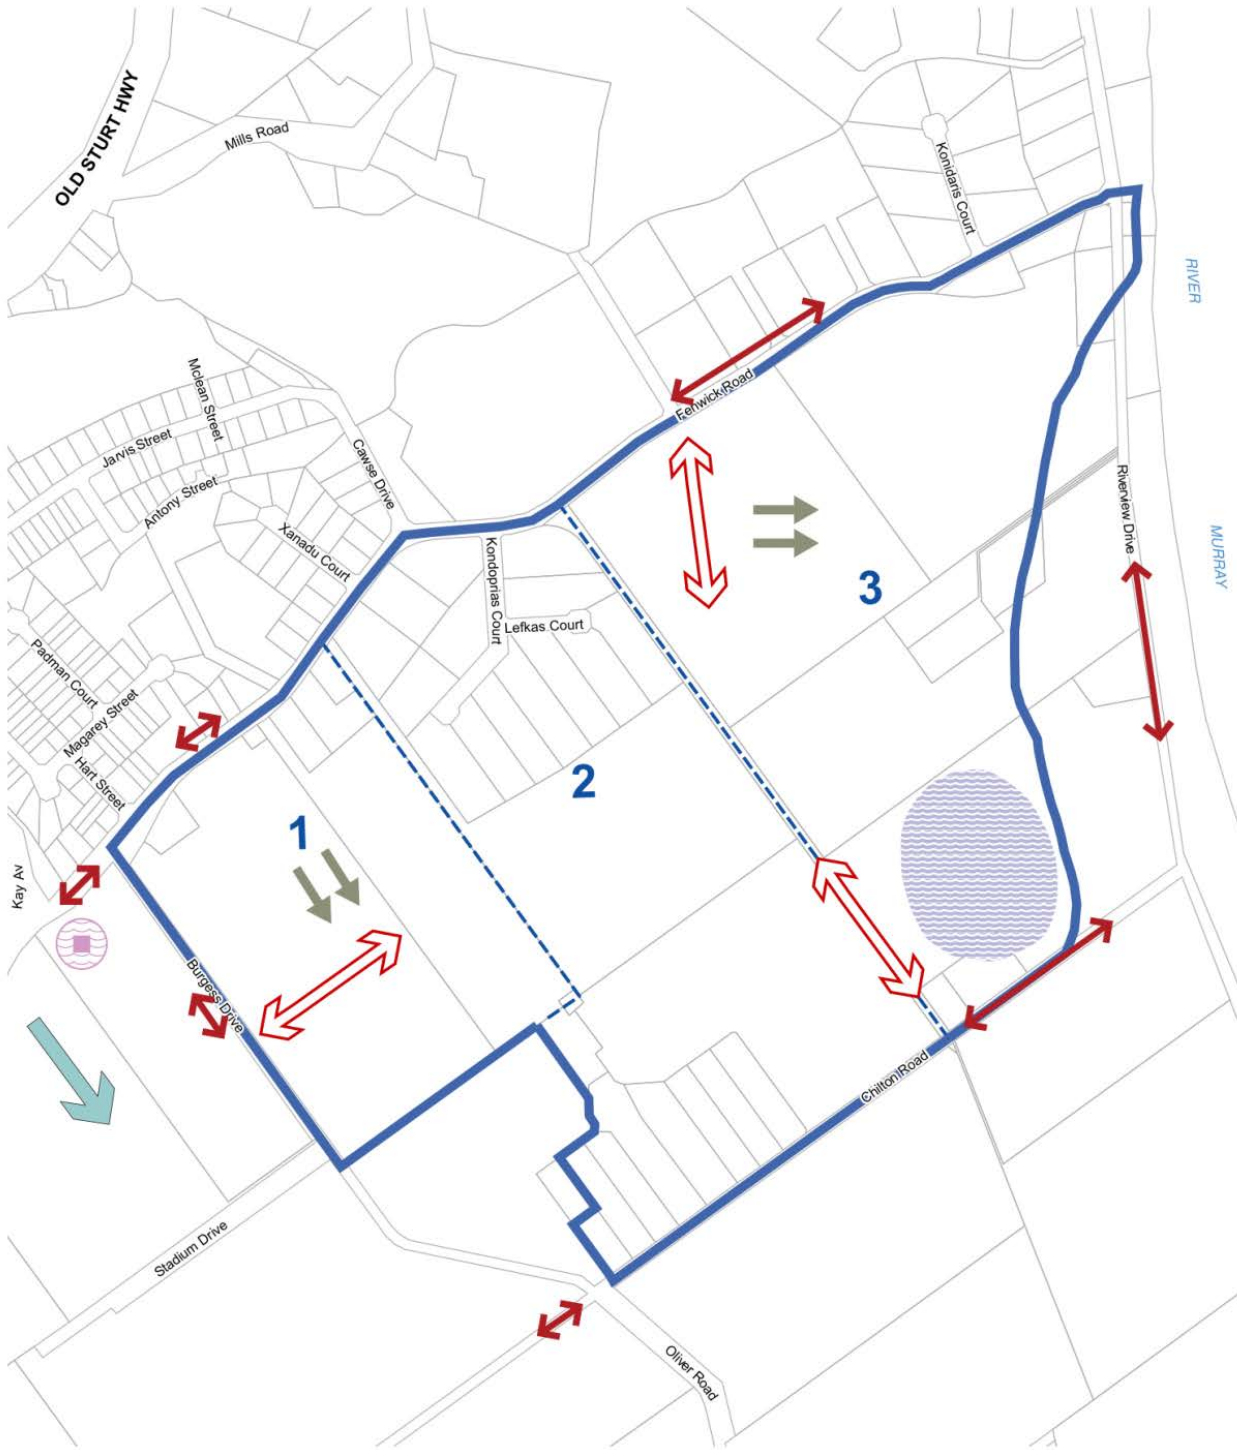 OLD STURT HWY
Mills Road
Konidaris Court
RIVER
Mclean Street
Jarvis Street
Cawse Drive
Fenwick Road
Antony Street
Riverview Drive
Xanadu Court
MURRAY
Kondoprias Court
3
Lefkas Court
Padman Court
Magarey Street
Hart Street
2
1
Kay Av
Burgess Drive
Chilton Road
Stadium Drive
Oliver Road